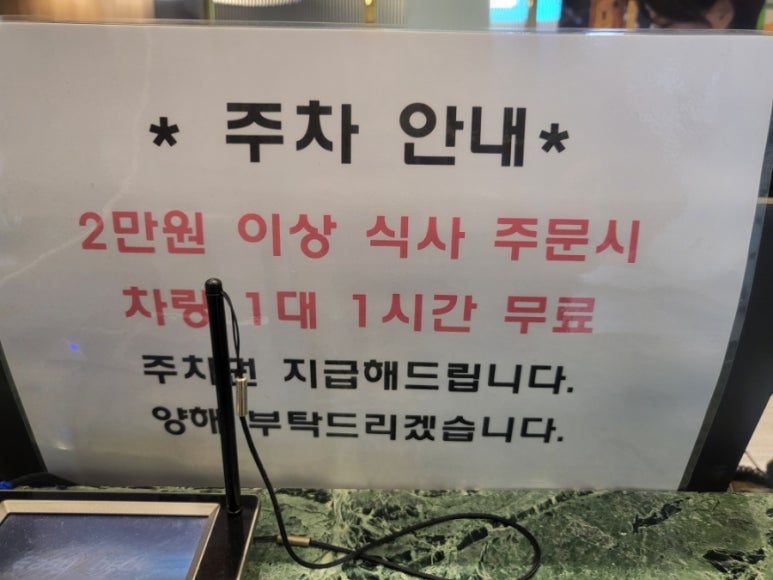 * 주차 안내*
2만원 이상 식사 주문시
차량 1대 1시간 무료
주차권 지급해드립니다.
양해 부탁드리겠습니다.